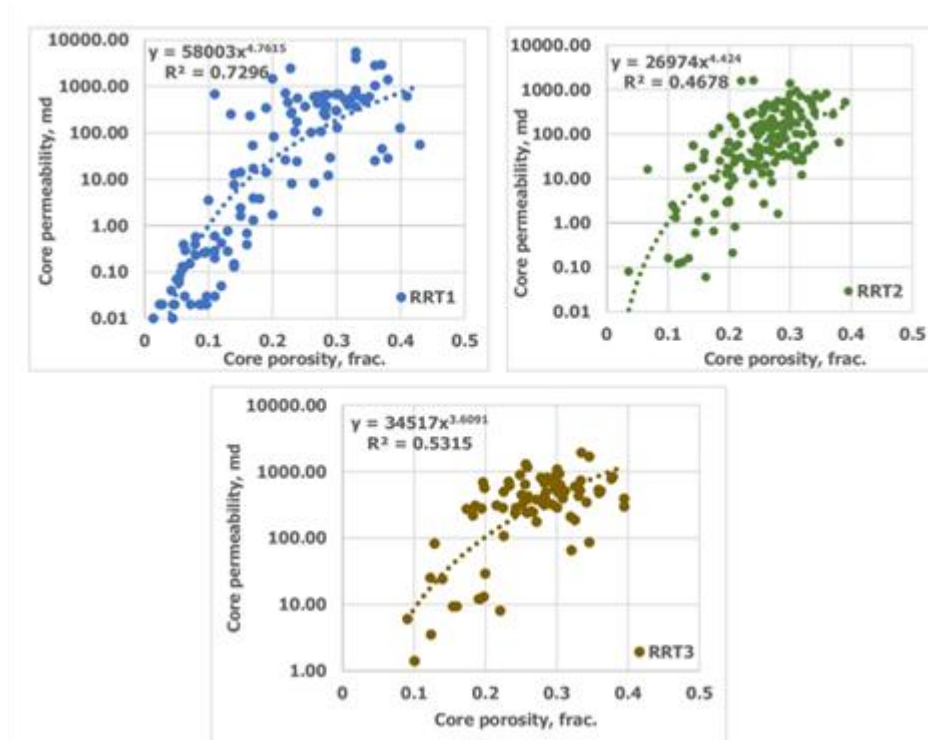 y = 58003x^4.7615
R² = 0.7296
10000.00
1000.00
100.00
10.00
1.00
0.10
0.01
Core permeability, md
0 0.1 0.2 0.3 0.4 0.5
Core porosity, frac.
RRT1
y = 26974x^4.424
R² = 0.4678
10000.00
1000.00
100.00
10.00
1.00
0.10
0.01
Core permeability, md
0 0.1 0.2 0.3 0.4 0.5
Core porosity, frac.
RRT2
y = 34517x^3.6091
R² = 0.5315
10000.00
1000.00
100.00
10.00
1.00
Core permeability, md
0 0.1 0.2 0.3 0.4 0.5
Core porosity, frac.
RRT3